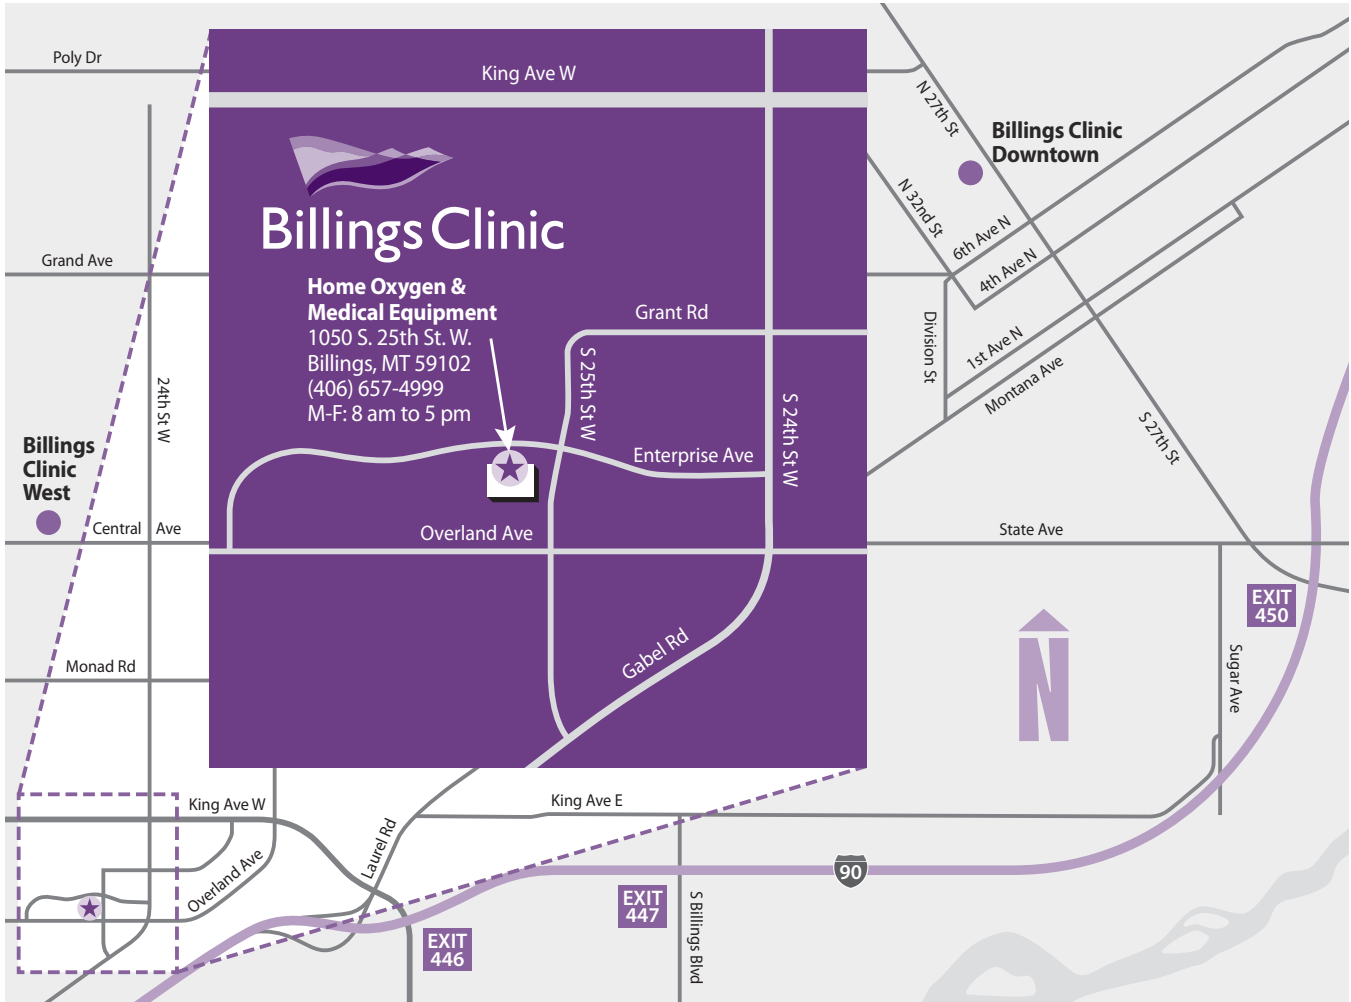 Poly Dr
King Ave W
N 27th St
Billings Clinic
Downtown
N 32nd St
Billings Clinic
6th Ave N
4th Ave N
Grand Ave
Home Oxygen &
Medical Equipment
1050 S. 25th St. W.
Billings, MT 59102
(406) 657-4999
M-F: 8 am to 5 pm
Grant Rd
S 25th St W
S 24th St W
Division St
1st Ave N
Montana Ave
24th St W
S 27th St
Billings
Clinic
West
Enterprise Ave
Central Ave
Overland Ave
State Ave
EXIT
450
Gabel Rd
Monad Rd
Sugar Ave
N
King Ave W
King Ave E
Laurel Rd
Overland Ave
90
EXIT
447
S Billings Blvd
EXIT
446